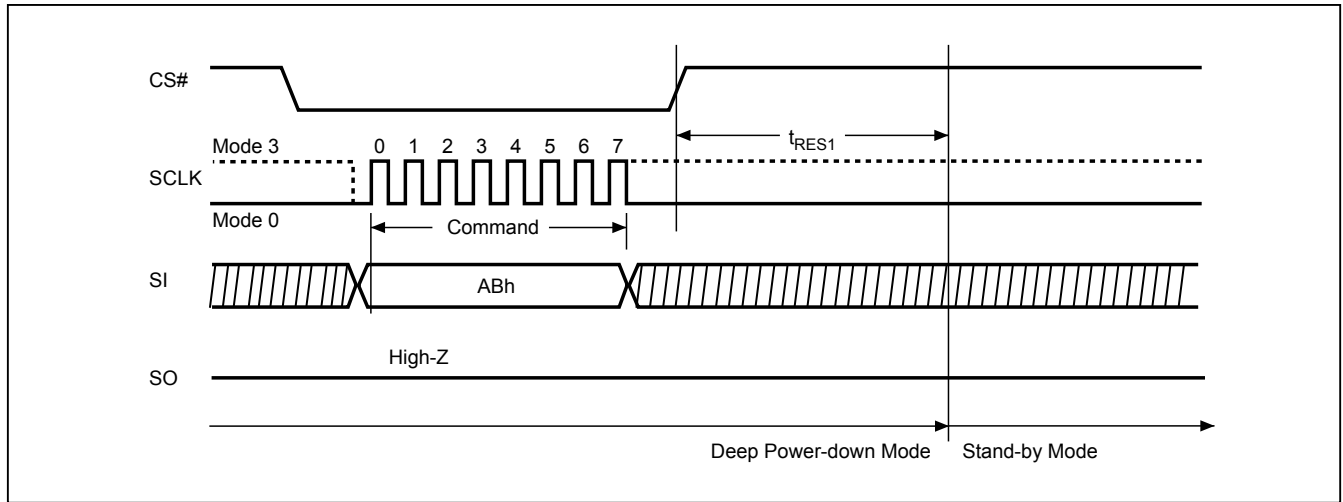 CS#
Mode 3
0 1 2 3 4 5 6 7
tRES1
SCLK
Mode 0
Command
SI
ABh
High-Z
SO
Deep Power-down Mode
Stand-by Mode